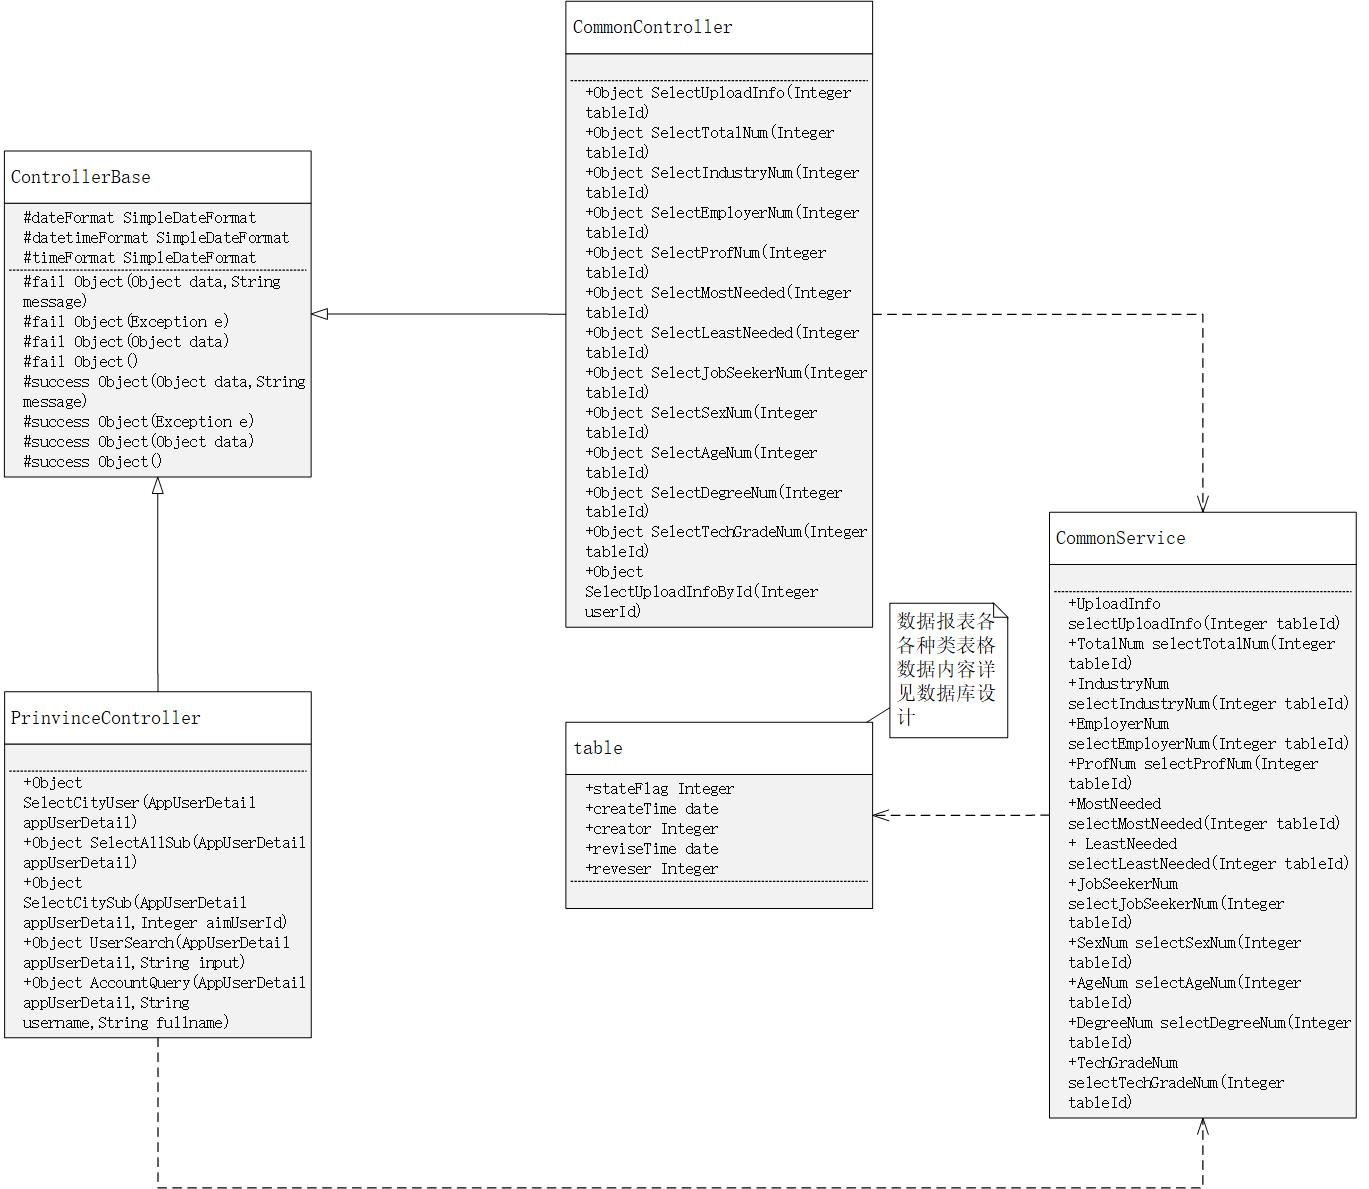 CommonController
+Object SelectUploadInfo(Integer
tableId)
+Object SelectTotalNum(Integer
tableId)
+Object SelectIndustryNum(Integer
tableId)
+Object SelectEmployerNum(Integer
tableId)
+Object SelectProfNum(Integer
tableId)
+Object SelectMostNeeded(Integer
tableId)
+Object SelectLeastNeeded(Integer
tableId)
+Object SelectJobSeekerNum(Integer
tableId)
+Object SelectSexNum(Integer
tableId)
+Object SelectAgeNum(Integer
tableId)
+Object SelectDegreeNum(Integer
tableId)
+Object SelectTechGradeNum(Integer
tableId)
+Object
SelectUploadInfoById(Integer
userId)
ControllerBase
#dateFormat SimpleDateFormat
#datetimeFormat SimpleDateFormat
#timeFormat SimpleDateFormat
#fail Object(Object data,String
message)
#fail Object(Exception e)
#fail Object(Object data)
#fail Object()
#success Object(Object data,String
message)
#success Object(Exception e)
#success Object(Object data)
#success Object()
PrinvinceController
+Object
SelectCityUser(AppUserDetail
appUserDetail)
+Object SelectAllSub(AppUserDetail
appUserDetail)
+Object
SelectCitySub(AppUserDetail
appUserDetail,Integer aimUserId)
+Object UserSearch(AppUserDetail
appUserDetail,String input)
+Object AccountQuery(AppUserDetail
appUserDetail,String
username,String fullname)
数据报表各
各种类表格
数据内容详
见数据库设
计
table
+stateFlag Integer
+createTime date
+creator Integer
+reviseTime date
+reveser Integer
CommonService
+UploadInfo
selectUploadInfo(Integer tableId)
+TotalNum selectTotalNum(Integer
tableId)
+IndustryNum
selectIndustryNum(Integer tableId)
+EmployerNum
selectEmployerNum(Integer tableId)
+ProfNum selectProfNum(Integer
tableId)
+MostNeeded
selectMostNeeded(Integer tableId)
+ LeastNeeded
selectLeastNeeded(Integer tableId)
+JobSeekerNum
selectJobSeekerNum(Integer
tableId)
+SexNum selectSexNum(Integer
tableId)
+AgeNum selectAgeNum(Integer
tableId)
+DegreeNum selectDegreeNum(Integer
tableId)
+TechGradeNum
selectTechGradeNum(Integer
tableId)